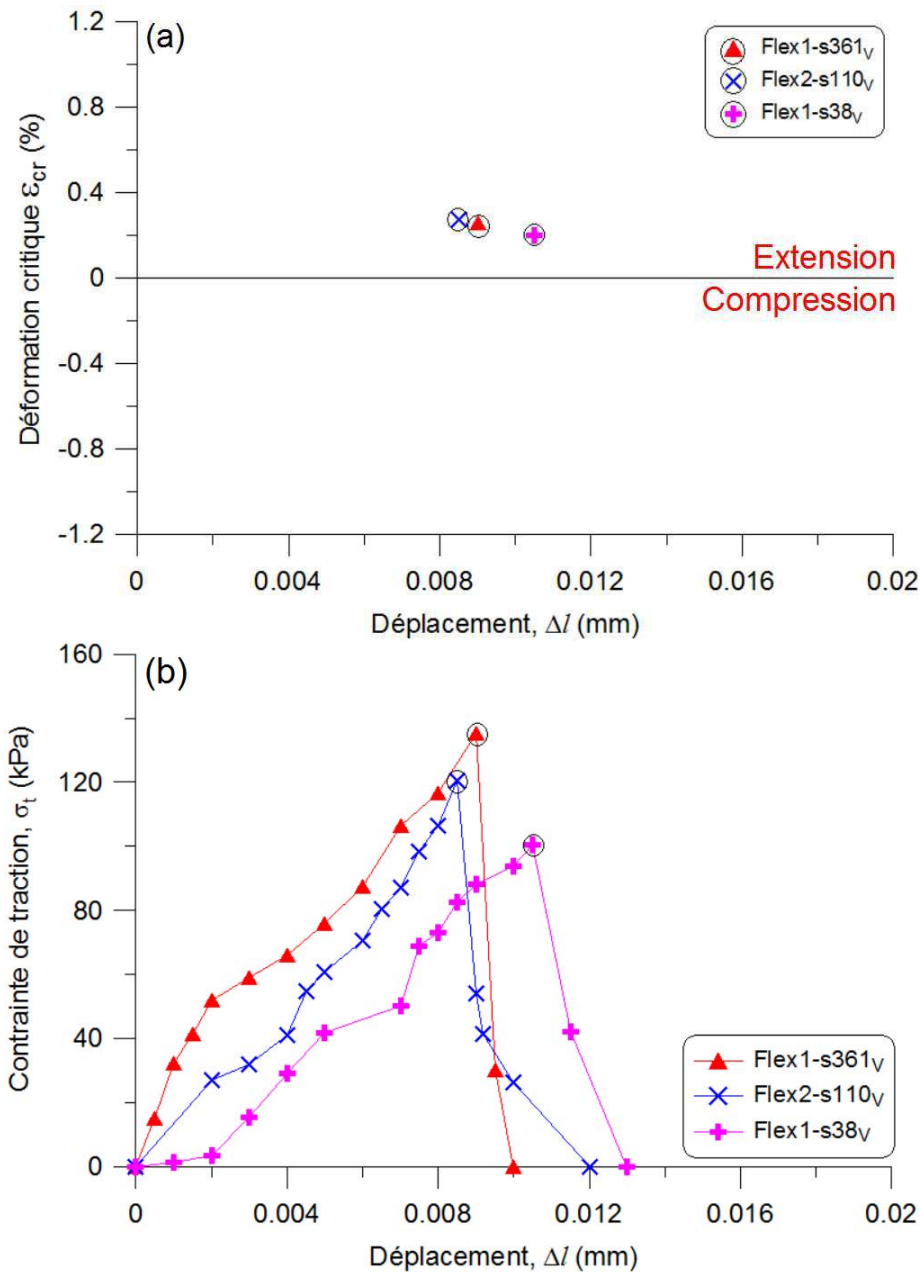 (a)
Flex1-s361V
Flex2-s110V
Flex1-s38V
Déformation critique εcr (%)
1.2
0.8
0.4
0
-0.4
-0.8
-1.2
Extension
Compression
0 0.004 0.008 0.012 0.016 0.02
Déplacement, Δl (mm)
(b)
Contrainte de traction, σt (kPa)
160
120
80
40
0
Flex1-s361V
Flex2-s110V
Flex1-s38V
0 0.004 0.008 0.012 0.016 0.02
Déplacement, Δl (mm)